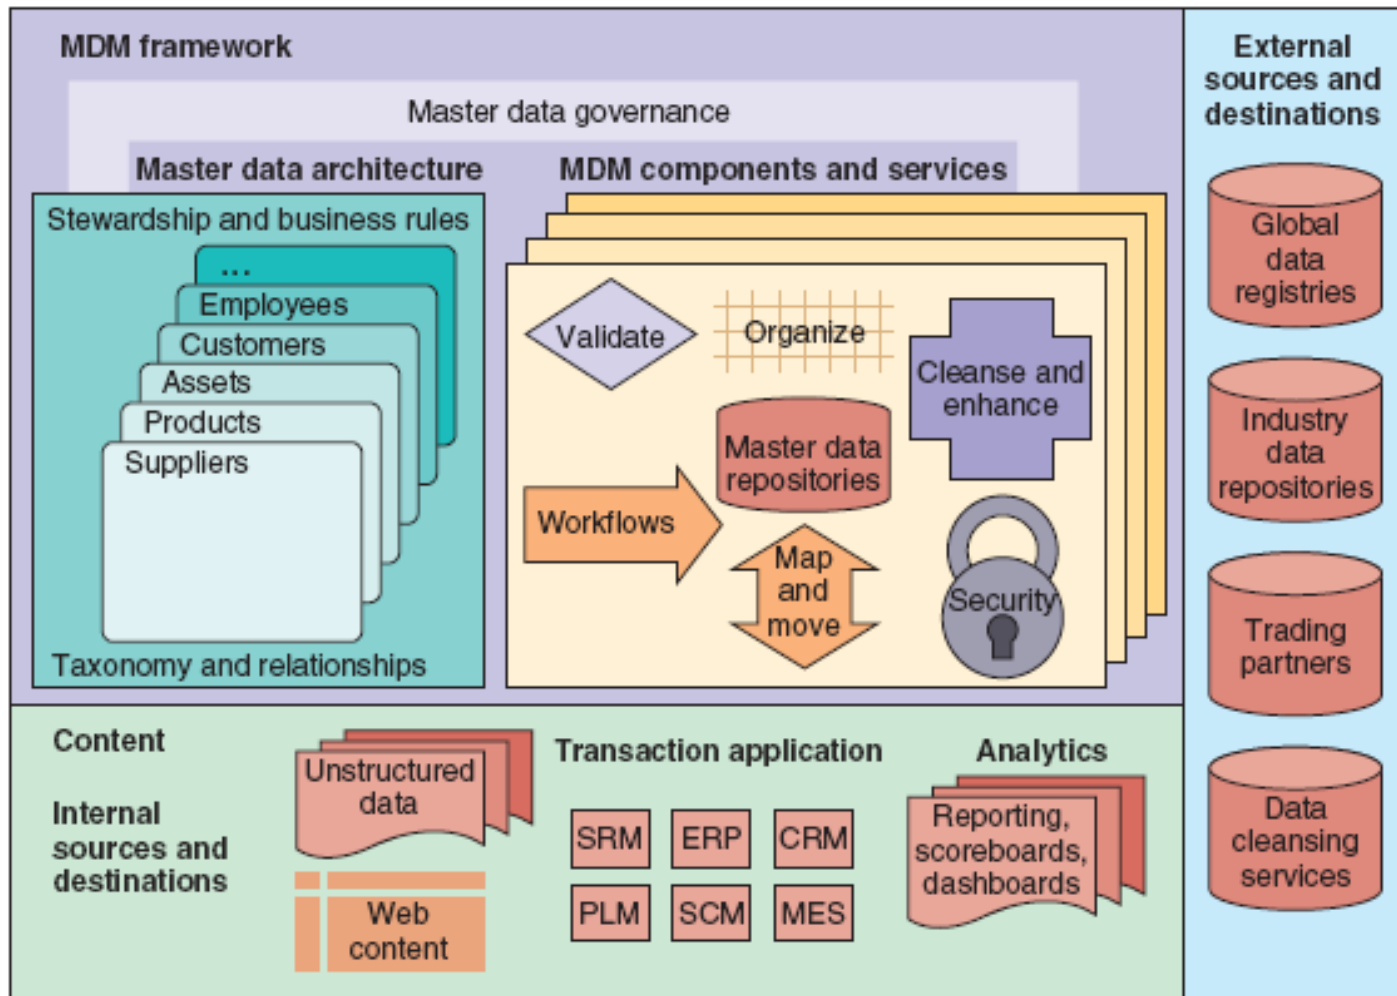 MDM framework
Master data governance
Master data architecture
Stewardship and business rules
...
Employees
Customers
Assets
Products
Suppliers
Taxonomy and relationships
MDM components and services
Validate
Organize
Cleanse and
enhance
Master data
repositories
Workflows
Map
and
move
Security
External
sources and
destinations
Global
data
registries
Industry
data
repositories
Trading
partners
Data
cleansing
services
Content
Internal
sources and
destinations
Unstructured
data
Web
content
Transaction application
SRM
ERP
CRM
PLM
SCM
MES
Analytics
Reporting,
scoreboards,
dashboards